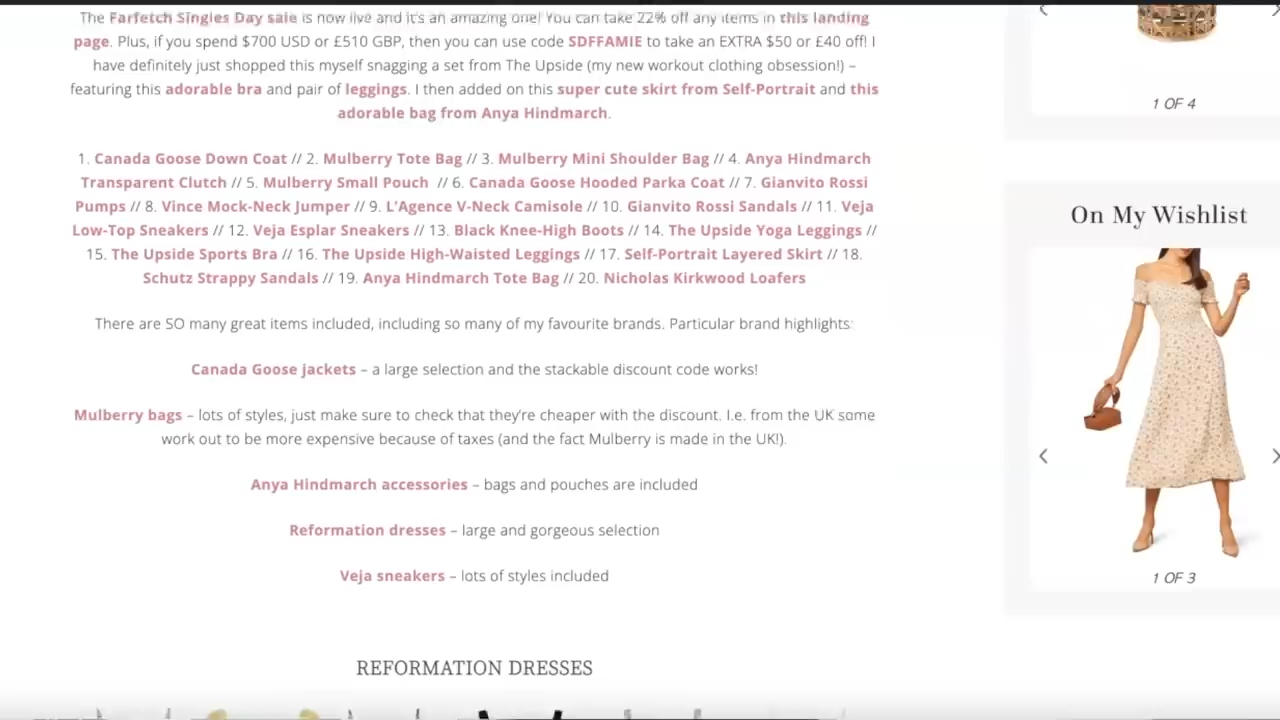 The Farfetch Singles Day sale is now live and it's an amazing one! You can take 22% off any items in this landing
page. Plus, if you spend $700 USD or £510 GBP, then you can use code SDFFAMIE to take an EXTRA $50 or £40 off! I
have definitely just shopped this myself snagging a set from The Upside (my new workout clothing obsession!) –
featuring this adorable bra and pair of leggings. I then added on this super cute skirt from Self-Portrait and this
adorable bag from Anya Hindmarch.
1. Canada Goose Down Coat // 2. Mulberry Tote Bag // 3. Mulberry Mini Shoulder Bag // 4. Anya Hindmarch
Transparent Clutch // 5. Mulberry Small Pouch // 6. Canada Goose Hooded Parka Coat // 7. Gianvito Rossi
Pumps // 8. Vince Mock-Neck Jumper // 9. L'Agence V-Neck Camisole // 10. Gianvito Rossi Sandals // 11. Veja
Low-Top Sneakers // 12. Veja Esplar Sneakers // 13. Black Knee-High Boots // 14. The Upside Yoga Leggings //
15. The Upside Sports Bra // 16. The Upside High-Waisted Leggings // 17. Self-Portrait Layered Skirt // 18.
Schutz Strappy Sandals // 19. Anya Hindmarch Tote Bag // 20. Nicholas Kirkwood Loafers
There are SO many great items included, including so many of my favourite brands. Particular brand highlights:
Canada Goose jackets – a large selection and the stackable discount code works!
Mulberry bags – lots of styles, just make sure to check that they're cheaper with the discount. I.e. from the UK some
work out to be more expensive because of taxes (and the fact Mulberry is made in the UK!).
Anya Hindmarch accessories – bags and pouches are included
Reformation dresses – large and gorgeous selection
Veja sneakers – lots of styles included
REFORMATION DRESSES
1 OF 4
On My Wishlist
1 OF 3